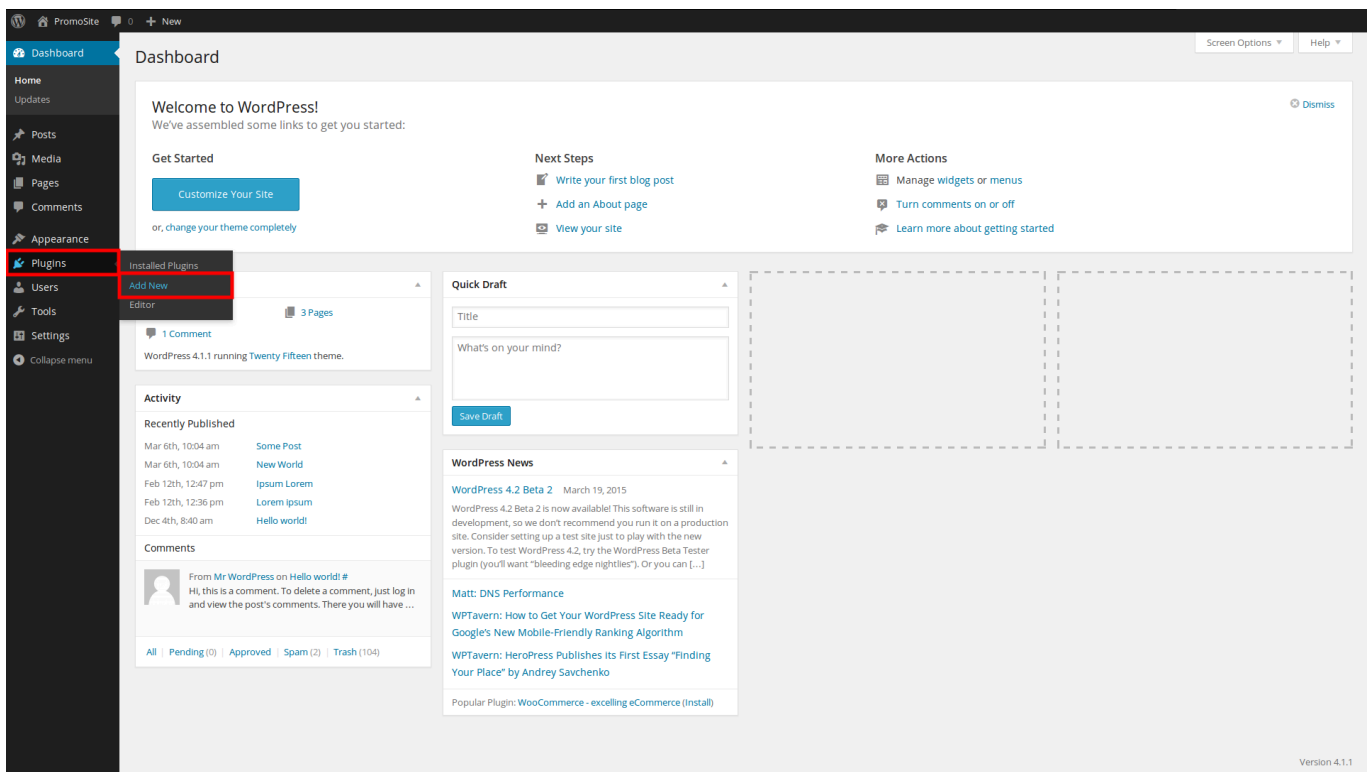 PromoSite 0 + New
Dashboard
Home
Updates
Posts
Media
Pages
Comments
Appearance
Plugins
Users
Tools
Settings
Collapse menu
Installed Plugins
Add New
Editor
Dashboard
Screen Options
Help
Welcome to WordPress!
We've assembled some links to get you started:
Dismiss
Get Started
Customize Your Site
or, change your theme completely
Next Steps
Write your first blog post
Add an About page
View your site
More Actions
Manage widgets or menus
Turn comments on or off
Learn more about getting started
3 Pages
1 Comment
WordPress 4.1.1 running Twenty Fifteen theme.
Activity
Recently Published
Mar 6th, 10:04 am Some Post
Mar 6th, 10:04 am New World
Feb 12th, 12:47 pm Ipsum Lorem
Feb 12th, 12:36 pm Lorem ipsum
Dec 4th, 8:40 am Hello world!
Comments
From Mr WordPress on Hello world! #
Hi, this is a comment. To delete a comment, just log in
and view the post's comments. There you will have …
All | Pending (0) | Approved | Spam (2) | Trash (104)
Quick Draft
Title
What's on your mind?
Save Draft
WordPress News
WordPress 4.2 Beta 2 March 19, 2015
WordPress 4.2 Beta 2 is now available! This software is still in
development, so we don't recommend you run it on a production
site. Consider setting up a test site just to play with the new
version. To test WordPress 4.2, try the WordPress Beta Tester
plugin (you'll want "bleeding edge nightlies"). Or you can […]
Matt: DNS Performance
WPTavern: How to Get Your WordPress Site Ready for
Google's New Mobile-Friendly Ranking Algorithm
WPTavern: HeroPress Publishes Its First Essay "Finding
Your Place" by Andrey Savchenko
Popular Plugin: WooCommerce - excelling eCommerce (Install)
Version 4.1.1